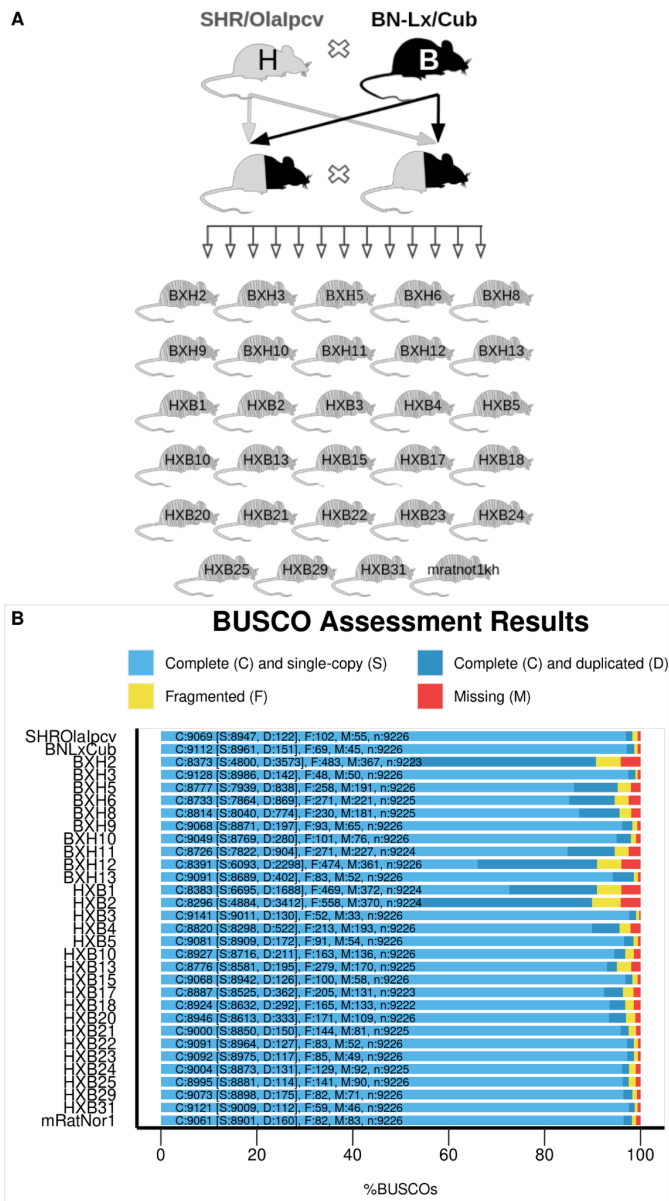 A
SHR/Olalpcv BN-Lx/Cub
H B
BXH2 BXH3 BXH5 BXH6 BXH8
BXH9 BXH10 BXH11 BXH12 BXH13
HXB1 HXB2 HXB3 HXB4 HXB5
HXB10 HXB13 HXB15 HXB17 HXB18
HXB20 HXB21 HXB22 HXB23 HXB24
HXB25 HXB29 HXB31 mratnot1kh
B
BUSCO Assessment Results
Complete (C) and single-copy (S) Complete (C) and duplicated (D)
Fragmented (F) Missing (M)
SHROlalpcv C:9069 [S:8947, D:122], F:102, M:55, n:9226
BNLxCub C:9112 [S:8961, D:151], F:69, M:45, n:9226
BXH2 C:8373 [S:4800, D:3573], F:483, M:367, n:9223
BXH3 C:9128 [S:8986, D:142], F:48, M:50, n:9226
BXH5 C:8777 [S:7939, D:838], F:258, M:191, n:9226
BXH6 C:8733 [S:7864, D:869], F:271, M:221, n:9225
BXH8 C:8814 [S:8040, D:774], F:230, M:181, n:9225
BXH9 C:9068 [S:8871, D:197], F:93, M:65, n:9226
BXH10 C:9049 [S:8769, D:280], F:101, M:76, n:9226
BXH11 C:8726 [S:7822, D:904], F:271, M:227, n:9224
BXH12 C:8391 [S:6093, D:2298], F:474, M:361, n:9226
BXH13 C:9091 [S:8689, D:402], F:83, M:52, n:9226
HXB1 C:8383 [S:6695, D:1688], F:469, M:372, n:9224
HXB2 C:8296 [S:4884, D:3412], F:558, M:370, n:9224
HXB3 C:9141 [S:9011, D:130], F:52, M:33, n:9226
HXB4 C:8820 [S:8298, D:522], F:213, M:193, n:9226
HXB5 C:9081 [S:8909, D:172], F:91, M:54, n:9226
HXB10 C:8927 [S:8716, D:211], F:163, M:136, n:9226
HXB13 C:8776 [S:8581, D:195], F:279, M:170, n:9225
HXB15 C:9068 [S:8942, D:126], F:100, M:58, n:9226
HXB17 C:8887 [S:8525, D:362], F:205, M:131, n:9223
HXB18 C:8924 [S:8632, D:292], F:165, M:133, n:9222
HXB20 C:8946 [S:8613, D:333], F:171, M:109, n:9226
HXB21 C:9000 [S:8850, D:150], F:144, M:81, n:9225
HXB22 C:9091 [S:8964, D:127], F:83, M:52, n:9226
HXB23 C:9092 [S:8975, D:117], F:85, M:49, n:9226
HXB24 C:9004 [S:8873, D:131], F:129, M:92, n:9225
HXB25 C:8995 [S:8881, D:114], F:141, M:90, n:9226
HXB29 C:9073 [S:8898, D:175], F:82, M:71, n:9226
HXB31 C:9121 [S:9009, D:112], F:59, M:46, n:9226
mRatNor1 C:9061 [S:8901, D:160], F:82, M:83, n:9226
0 20 40 60 80 100
%BUSCOs